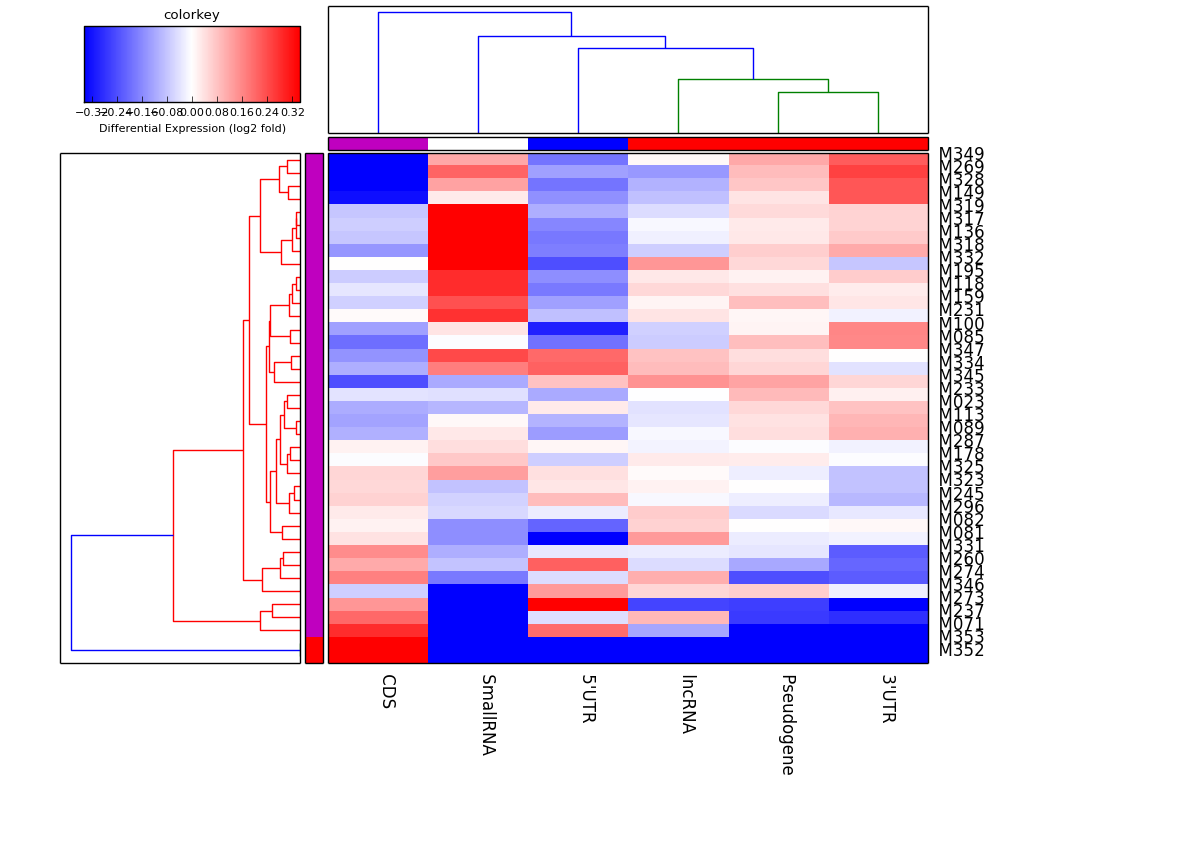 colorkey
−0.32 −0.24 −0.16 −0.08 0.00 0.08 0.16 0.24 0.32
Differential Expression (log2 fold)
M349
M269
M328
M149
M319
M317
M136
M318
M332
M195
M118
M159
M231
M100
M085
M347
M334
M345
M233
M023
M113
M089
M287
M178
M325
M323
M245
M296
M082
M081
M331
M260
M274
M346
M273
M237
M071
M353
M352
CDS
SmallRNA
5'UTR
lncRNA
Pseudogene
3'UTR